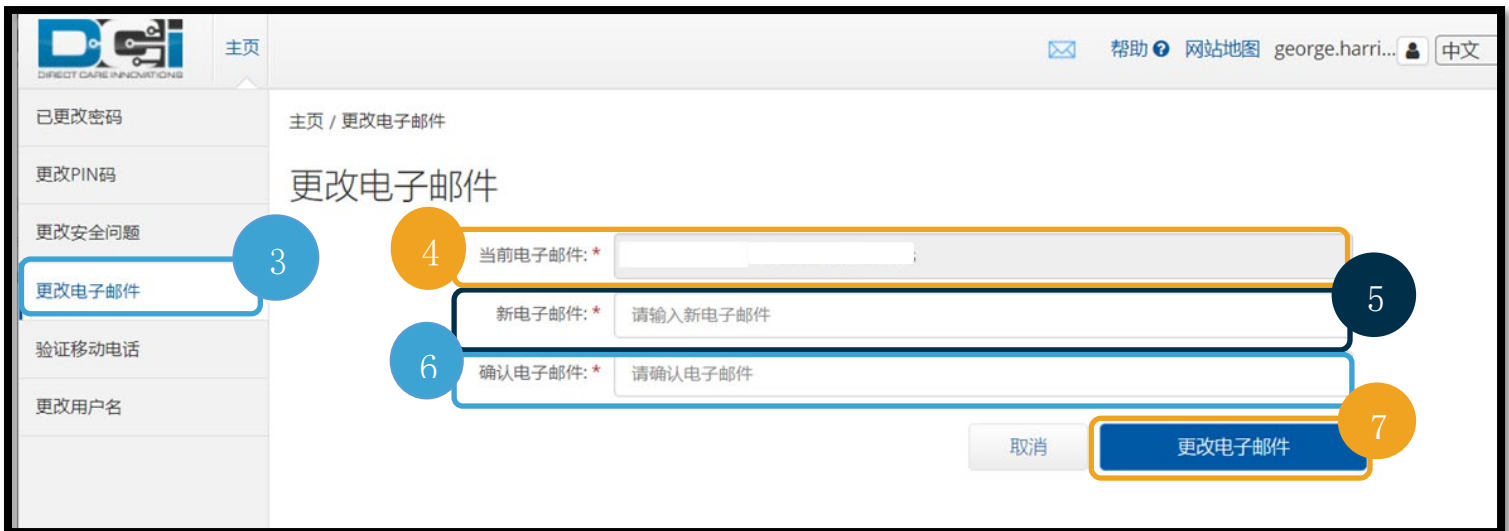 DCI
DIRECT CARE INNOVATIONS
主页
帮助 ? 网站地图 george.harri... 中文
已更改密码
更改PIN码
更改安全问题
更改电子邮件
验证移动电话
更改用户名
主页 / 更改电子邮件
更改电子邮件
3
4
当前电子邮件: *
5
新电子邮件: * 请输入新电子邮件
6
确认电子邮件: * 请确认电子邮件
取消
更改电子邮件
7